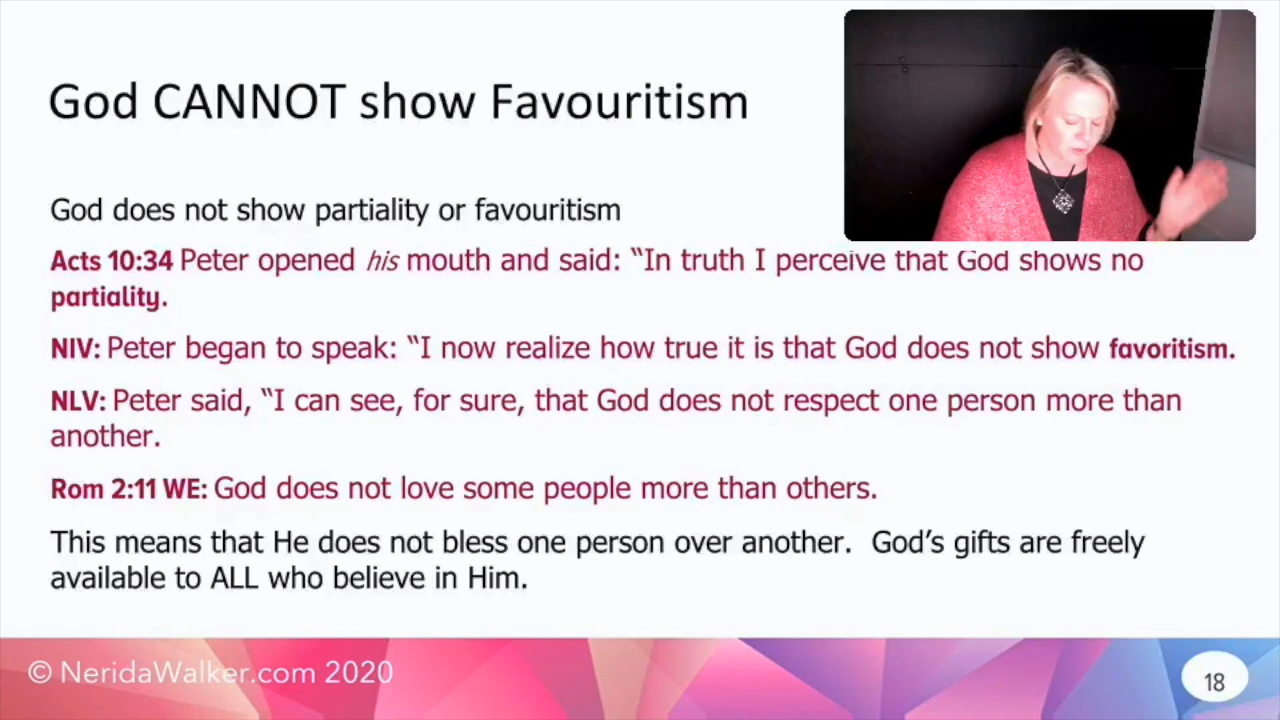 God CANNOT show Favouritism
God does not show partiality or favouritism
Acts 10:34 Peter opened his mouth and said: “In truth I perceive that God shows no
partiality.
NIV: Peter began to speak: “I now realize how true it is that God does not show favoritism.
NLV: Peter said, “I can see, for sure, that God does not respect one person more than
another.
Rom 2:11 WE: God does not love some people more than others.
This means that He does not bless one person over another.  God’s gifts are freely
available to ALL who believe in Him.
© NeridaWalker.com 2020
18